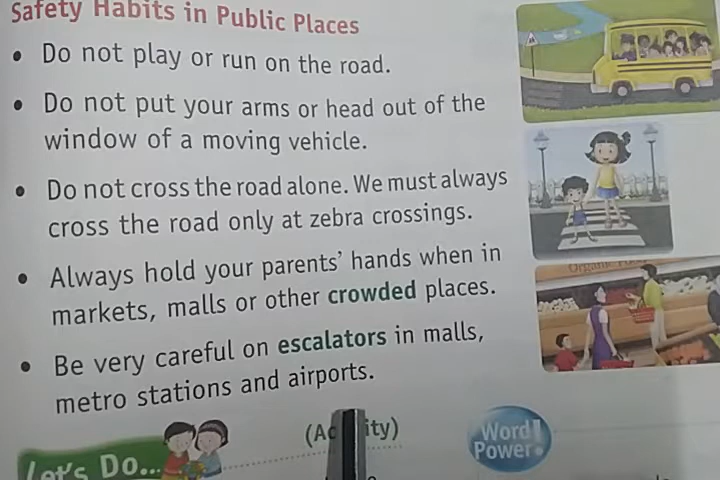 Safety Habits in Public Places
• Do not play or run on the road.
• Do not put your arms or head out of the
window of a moving vehicle.
• Do not cross the road alone. We must always
cross the road only at zebra crossings.
• Always hold your parents' hands when in
markets, malls or other crowded places.
• Be very careful on escalators in malls,
metro stations and airports.
Organic
Let's Do...
Word
Power!